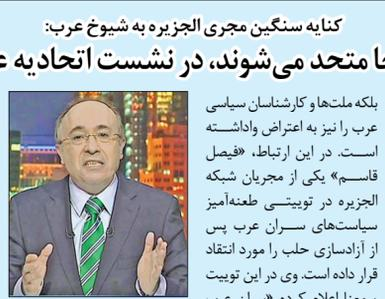 کنایه سنگین مجری الجزیره به شیوخ عرب:
متحد می‌شوند، در نشست اتحادیه
بلکه ملت‌ها و کارشناسان سیاسی
عرب را نیز به اعتراض واداشته
است. در این ارتباط، «فیصل
قاسم» یکی از مجریان شبکه
الجزیره در توییتی طعنه‌آمیز
سیاست‌های سران عرب پس
از آزادسازی حلب را مورد انتقاد
قرار داده است. وی در این توییت